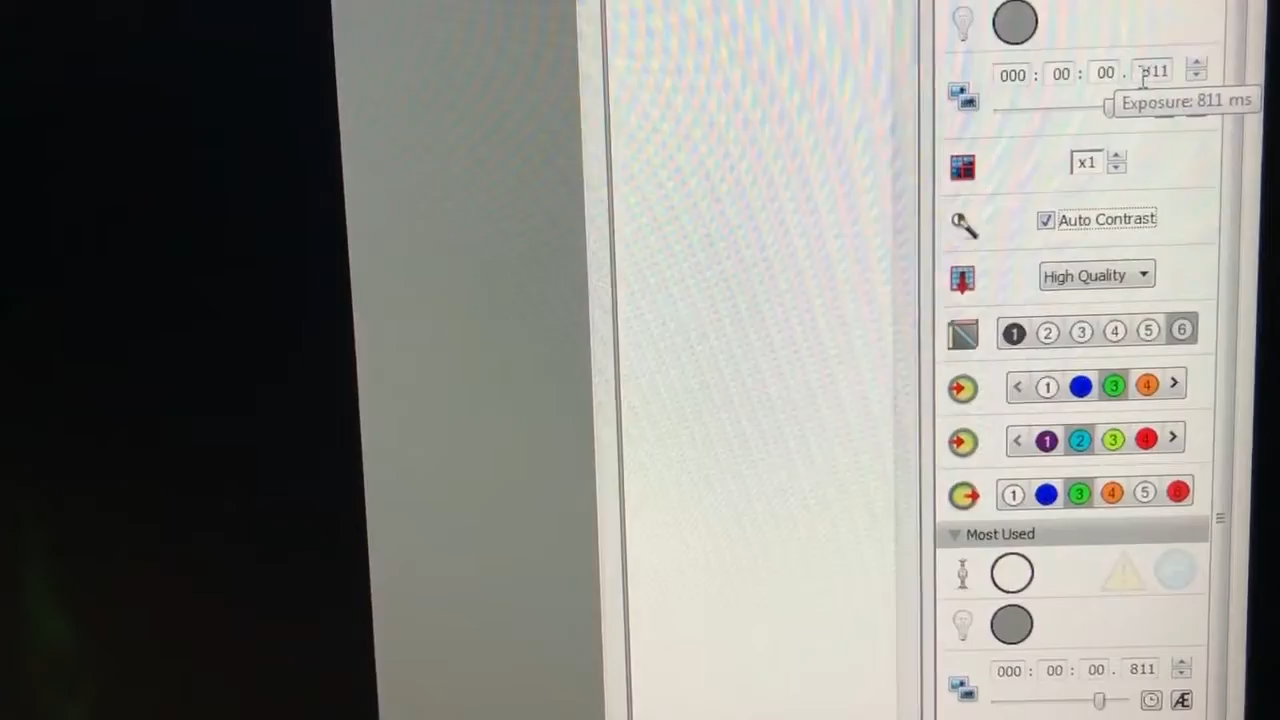 000 : 00 : 00 . 811
Exposure: 811 ms
x1
Auto Contrast
High Quality
1 2 3 4 5 6
< 1 3 4 >
< 1 2 3 4 >
1 3 4 5 6
Most Used
000 : 00 : 00 . 811
Æ